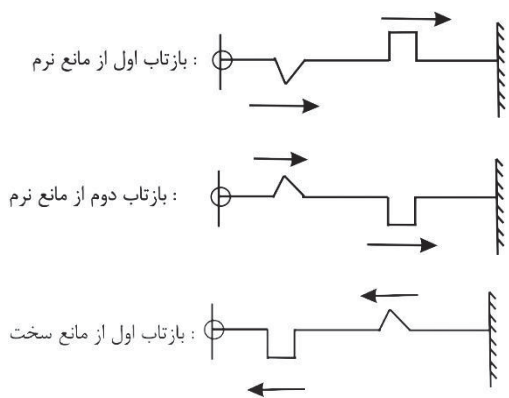 : بازتاب اول از مانع نرم
: بازتاب دوم از مانع نرم
: بازتاب اول از مانع سخت